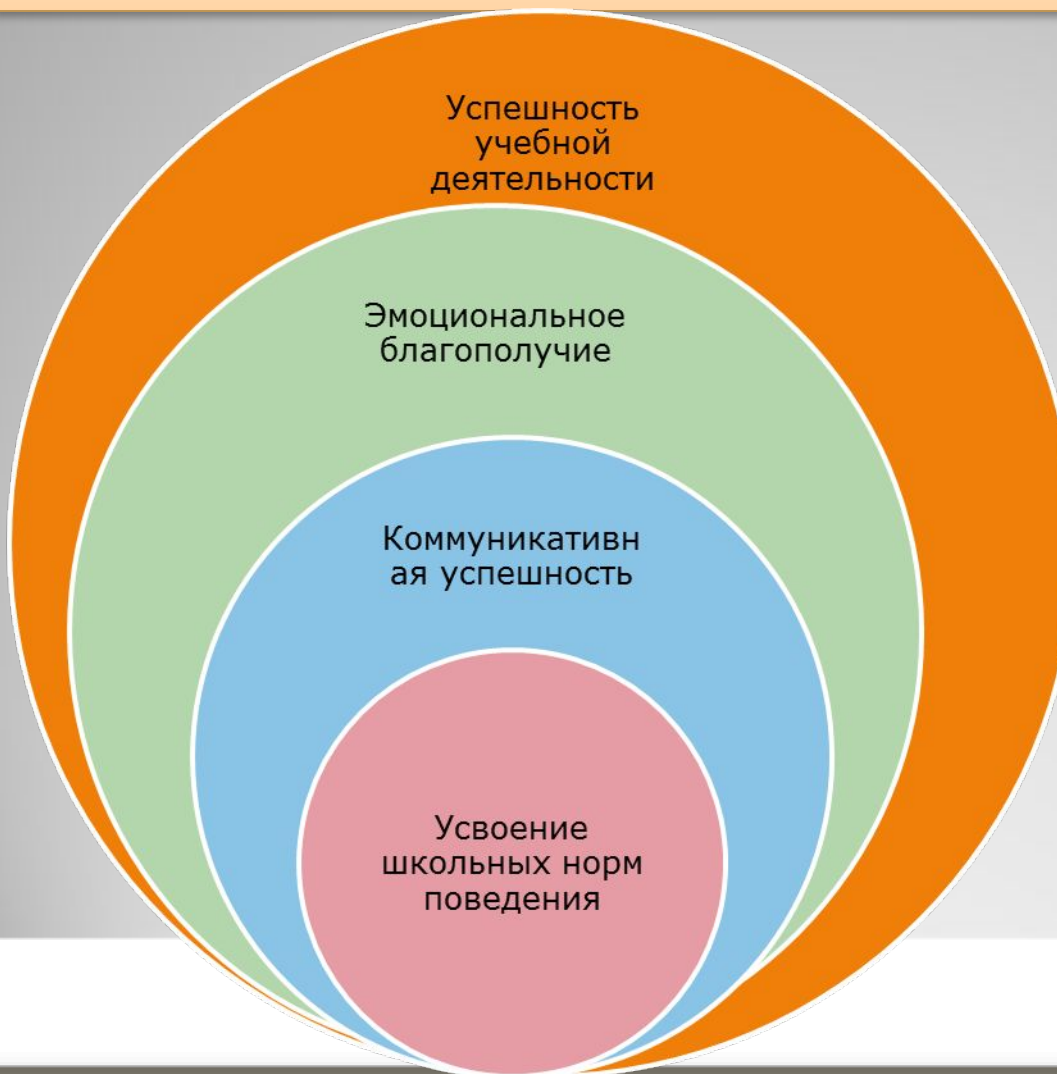 Успешность
учебной
деятельности
Эмоциональное
благополучие
Коммуникативн
ая успешность
Усвоение
школьных норм
поведения